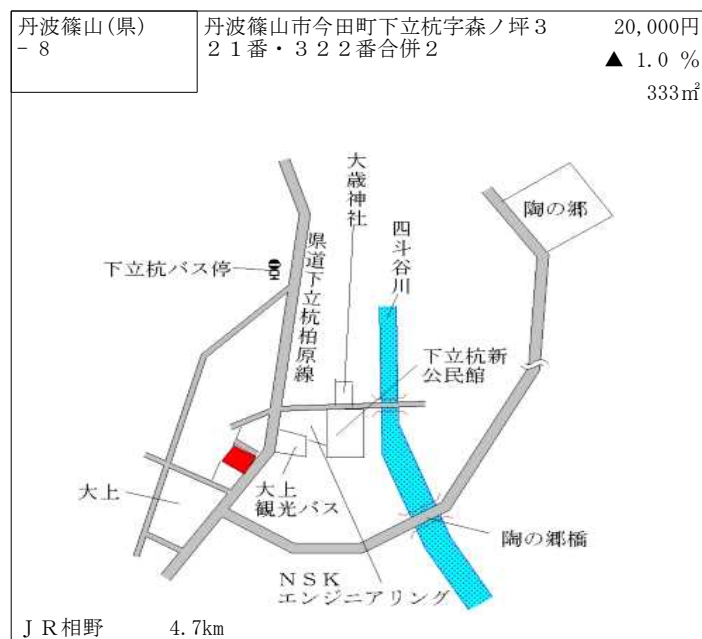 丹波篠山(県)
－ 8
丹波篠山市今田町下立杭字森ノ坪３
２１番・３２２番合併２
20,000円
▲ 1.0 %
333㎡
大歳神社
陶の郷
四斗谷川
県道下立杭柏原線
下立杭バス停
下立杭新
公民館
大上
大上
観光バス
陶の郷橋
ＮＳＫ
エンジニアリング
ＪＲ相野 4.7km